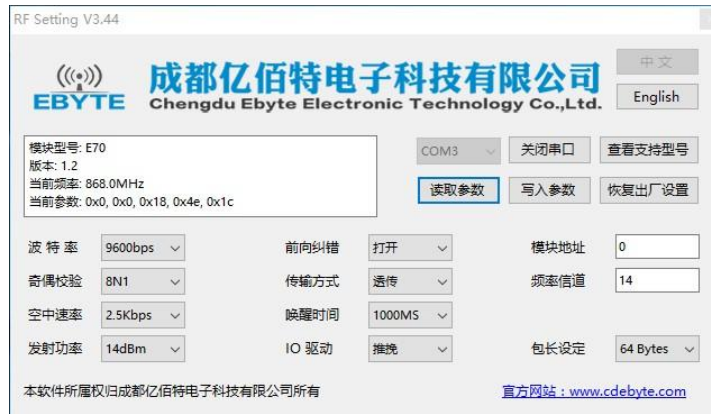 RF Setting V3.44
EBYTE
成都亿佰特电子科技有限公司
Chengdu Ebyte Electronic Technology Co.,Ltd.
中文
English
模块型号: E70
版本: 1.2
当前频率: 868.0MHz
当前参数: 0x0, 0x0, 0x18, 0x4e, 0x1c
COM3 关闭串口 查看支持型号
读取参数 写入参数 恢复出厂设置
波特率 9600bps 前向纠错 打开 模块地址 0
奇偶校验 8N1 传输方式 透传 频率信道 14
空中速率 2.5Kbps 唤醒时间 1000MS
发射功率 14dBm IO 驱动 推挽 包长设定 64 Bytes
本软件所属权归成都亿佰特电子科技有限公司所有 官方网站：www.cdebyte.com